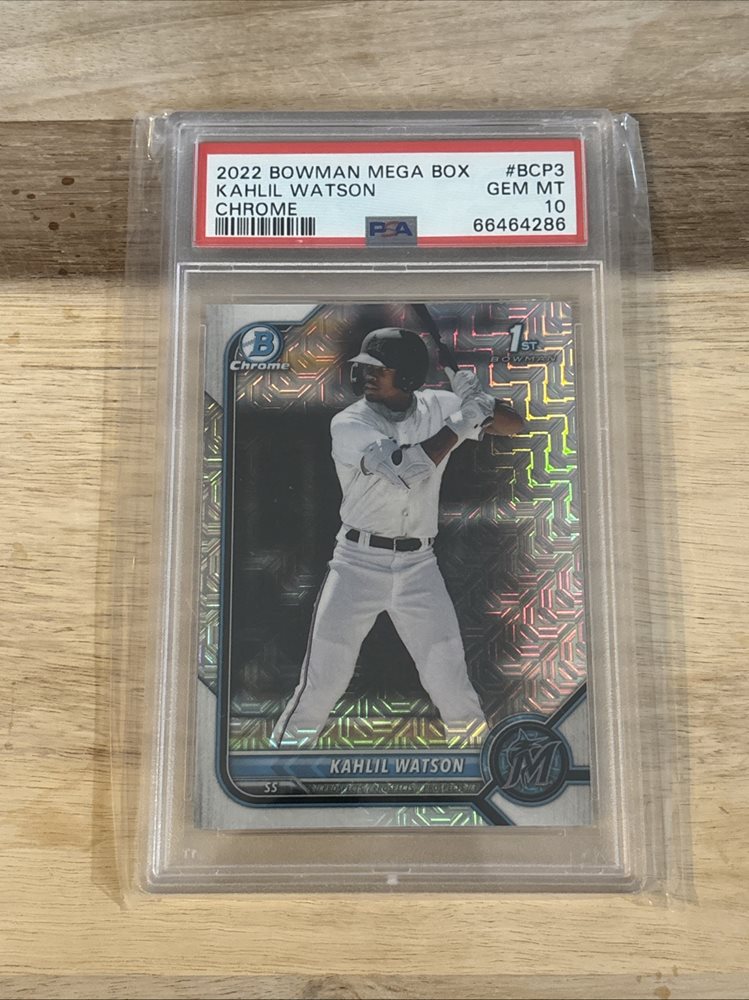 2022 BOWMAN MEGA BOX #BCP3
KAHLIL WATSON GEM MT
CHROME 10
PSA 66464286
B
Chrome
1ST
BOWMAN
KAHLIL WATSON
SS
M